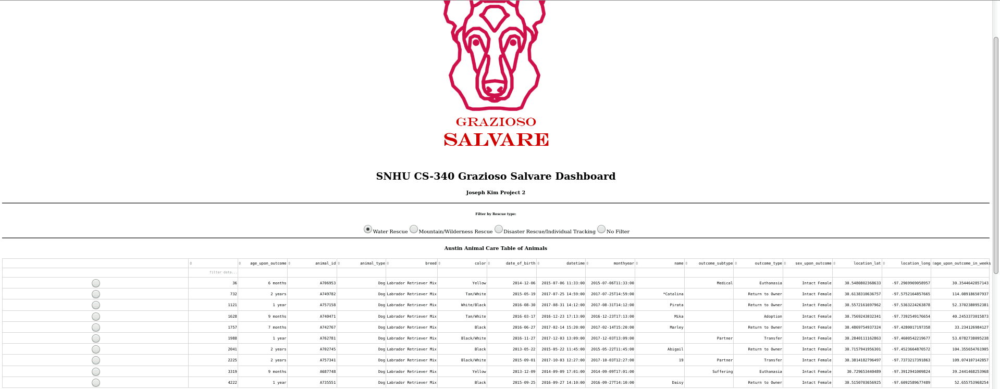 GRAZIOSO
SALVARE
SNHU CS-340 Grazioso Salvare Dashboard
Joseph Kim Project 2
Filter by Rescue type:
Water Rescue Mountain/Wilderness Rescue Disaster Rescue/Individual Tracking No Filter
Austin Animal Care Table of Animals
age_upon_outcome animal_id animal_type breed color date_of_birth datetime monthyear name outcome_subtype outcome_type sex_upon_outcome location_lat location_long age_upon_outcome_in_weeks
filter data...
36 6 months A706953 Dog Labrador Retriever Mix Yellow 2014-12-06 2015-07-06 11:33:00 2015-07-06T11:33:00 Medical Euthanasia Intact Female 30.5480802368633 -97.2969969058957 30.3544642857143
732 2 years A749782 Dog Labrador Retriever Mix Tan/White 2015-05-19 2017-07-25 14:59:00 2017-07-25T14:59:00 *Catalina Return to Owner Intact Female 30.6138310636757 -97.5752164857665 114.089186507937
1121 1 year A757158 Dog Labrador Retriever Mix White/Black 2016-08-30 2017-08-31 14:12:00 2017-08-31T14:12:00 Pirata Return to Owner Intact Female 30.5572161697962 -97.5363224263878 52.3702380952381
1628 9 months A740471 Dog Labrador Retriever Mix Tan/White 2016-03-17 2016-12-23 17:13:00 2016-12-23T17:13:00 Mika Adoption Intact Female 30.7569243032341 -97.7392549176654 40.2453373015873
1757 7 months A742767 Dog Labrador Retriever Mix Black 2016-06-27 2017-02-14 15:20:00 2017-02-14T15:20:00 Marley Return to Owner Intact Female 30.4869754937324 -97.4280017197358 33.234126984127
1988 1 year A762781 Dog Labrador Retriever Mix Black/White 2016-11-27 2017-12-03 13:09:00 2017-12-03T13:09:00 Partner Transfer Intact Female 30.2840111162863 -97.4600542219677 53.0782738095238
2041 2 years A702745 Dog Labrador Retriever Mix Black 2013-05-22 2015-05-22 11:45:00 2015-05-22T11:45:00 Abigail Return to Owner Intact Female 30.7157941956301 -97.4523664870572 104.355654761905
2225 2 years A757341 Dog Labrador Retriever Mix Black/White 2015-09-01 2017-10-03 12:27:00 2017-10-03T12:27:00 19 Partner Transfer Intact Female 30.3814182796497 -97.7373217391863 109.074107142857
3319 9 months A687748 Dog Labrador Retriever Mix Yellow 2013-12-09 2014-09-09 17:01:00 2014-09-09T17:01:00 Suffering Euthanasia Intact Female 30.729653440489 -97.3912941009824 39.2441468253968
4222 1 year A735551 Dog Labrador Retriever Mix Black 2015-09-25 2016-09-27 14:10:00 2016-09-27T14:10:00 Daisy Return to Owner Intact Female 30.5150703656925 -97.6092589677489 52.655753968254